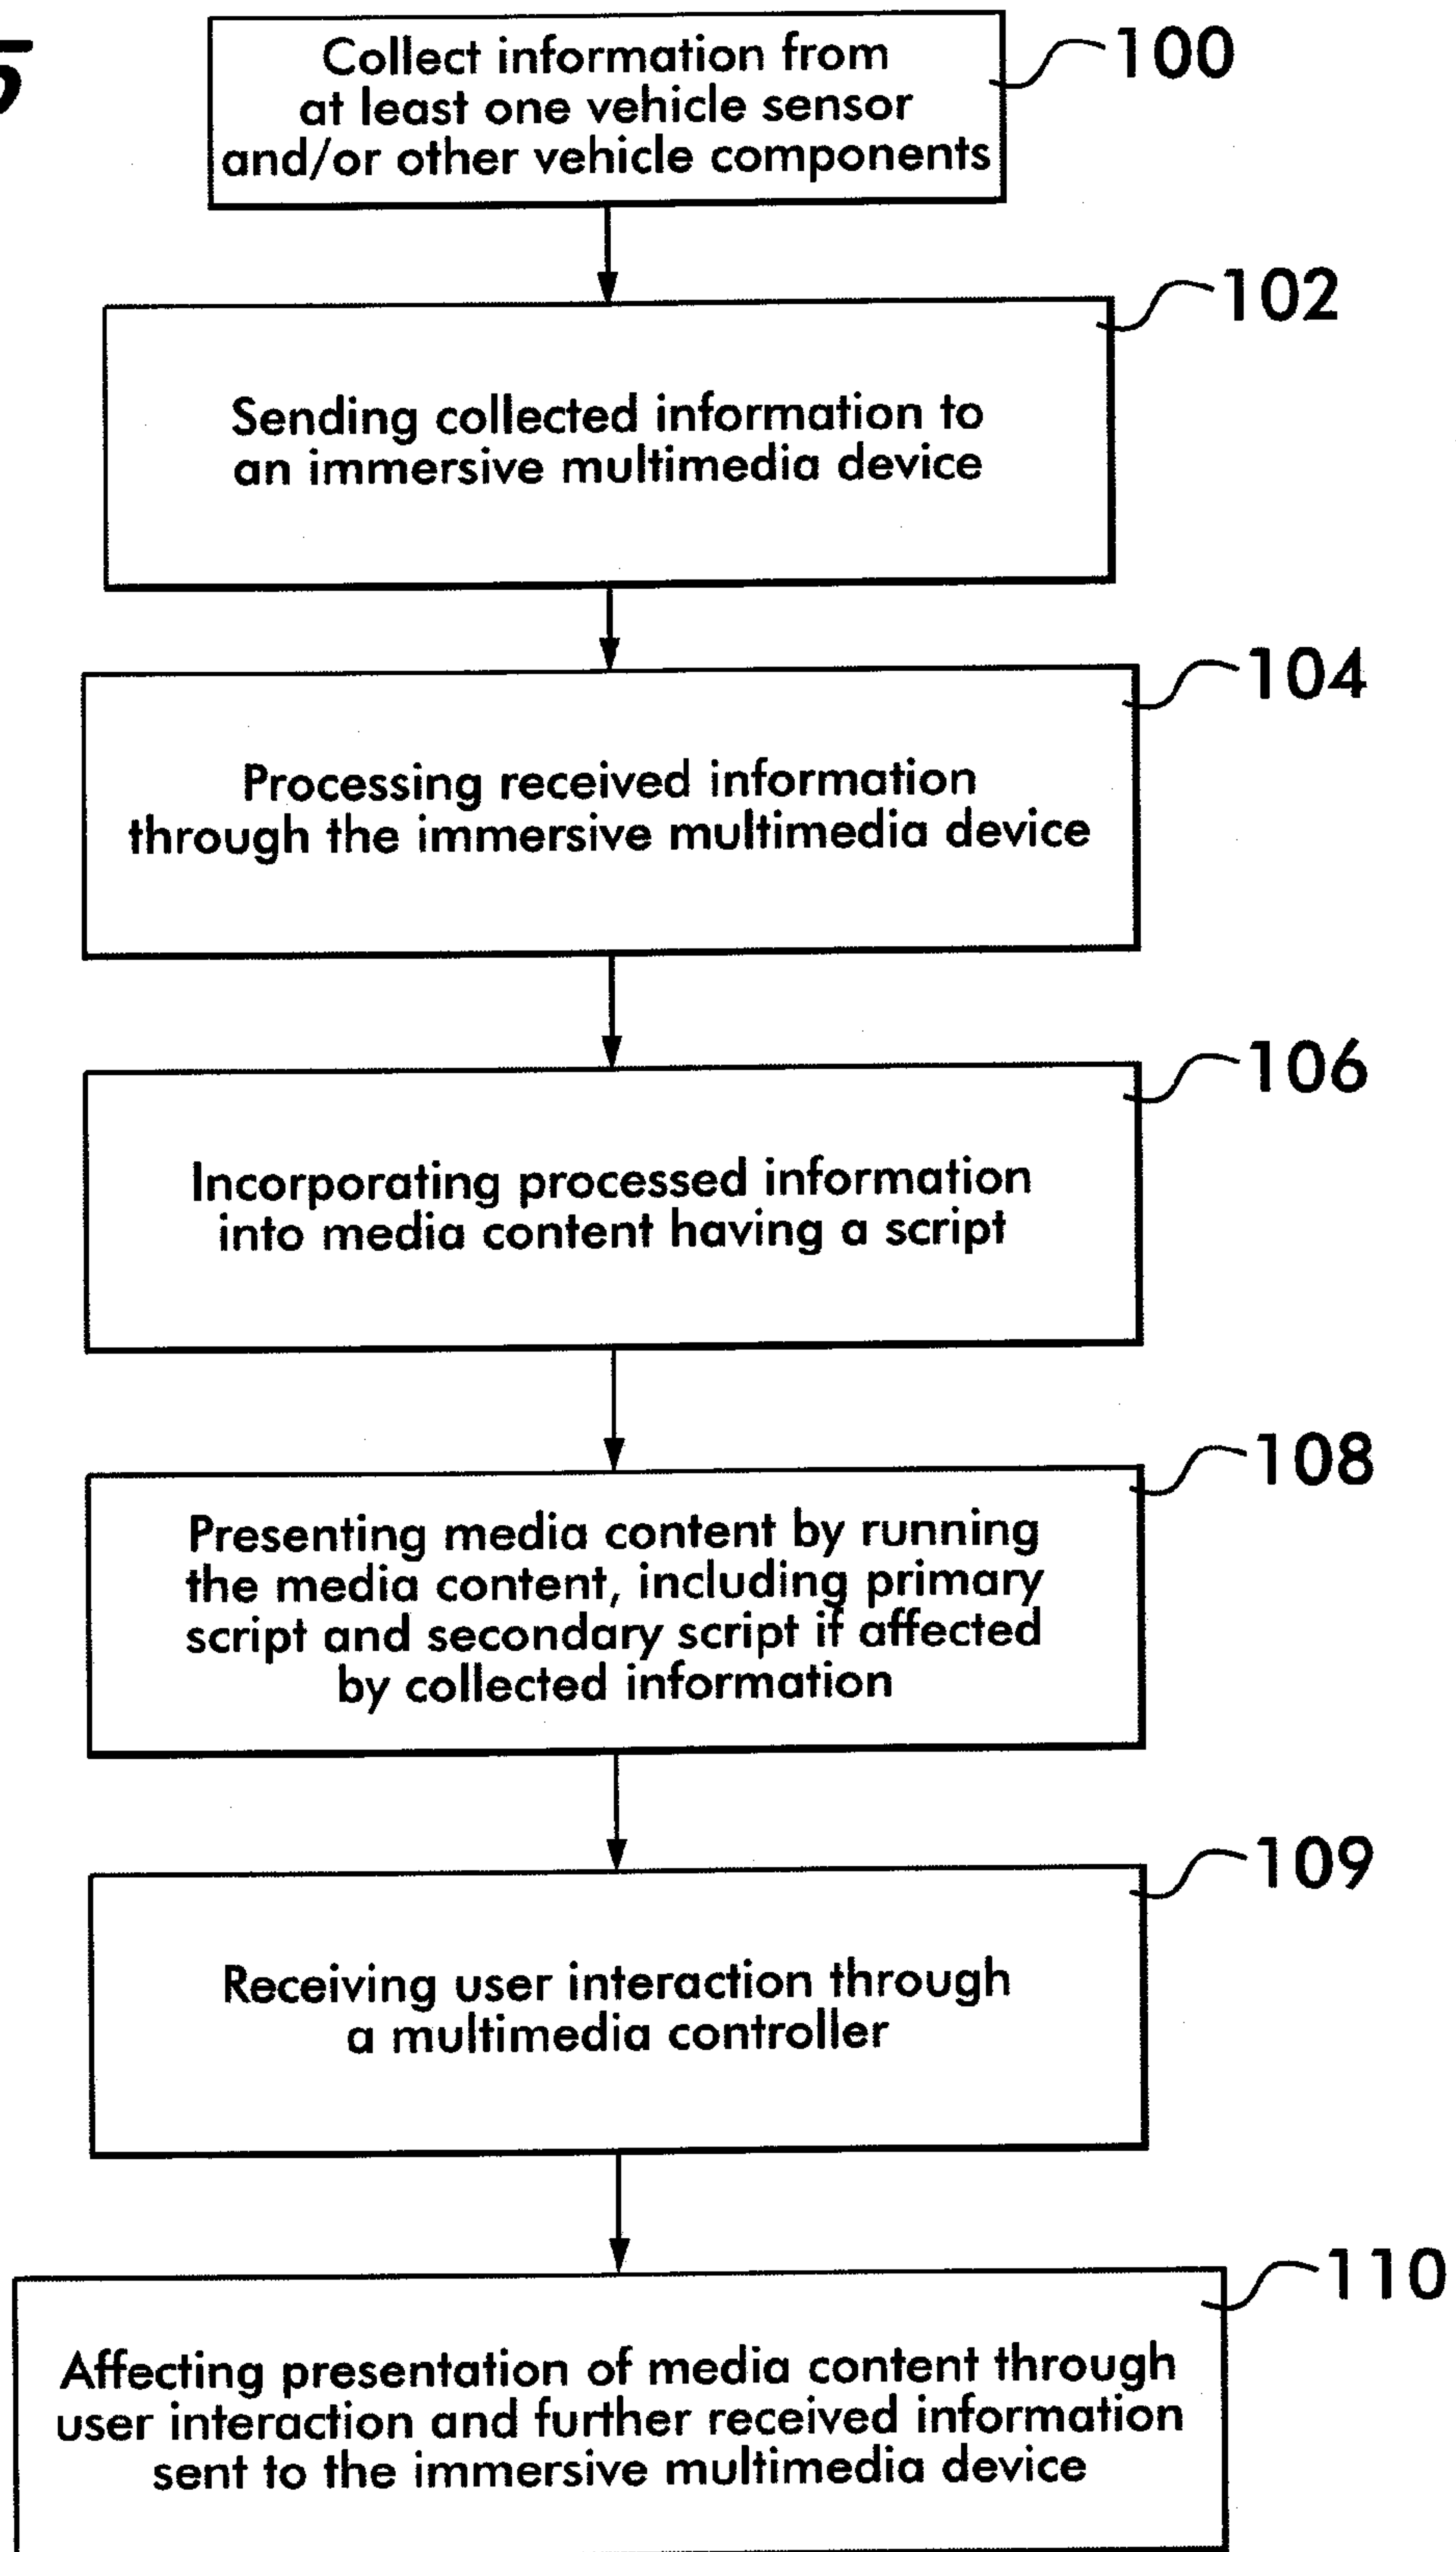 Collect information from
at least one vehicle sensor
and/or other vehicle components
100
102
Sending collected information to
an immersive multimedia device
104
Processing received information
through the immersive multimedia device
106
Incorporating processed information
into media content having a script
108
Presenting media content by running
the media content, including primary
script and secondary script if affected
by collected information
109
Receiving user interaction through
a multimedia controller
110
Affecting presentation of media content through
user interaction and further received information
sent to the immersive multimedia device